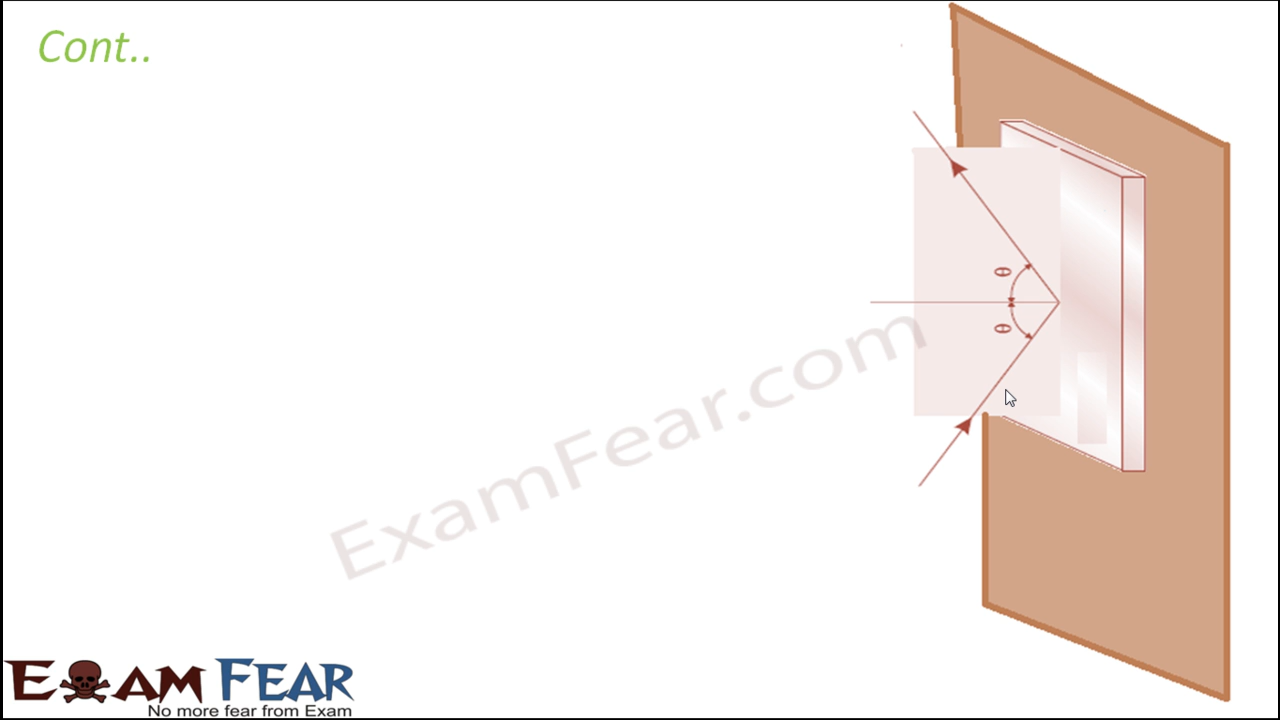 Cont..
θ
θ
ExamFear.com
EXAM FEAR
No more fear from Exam